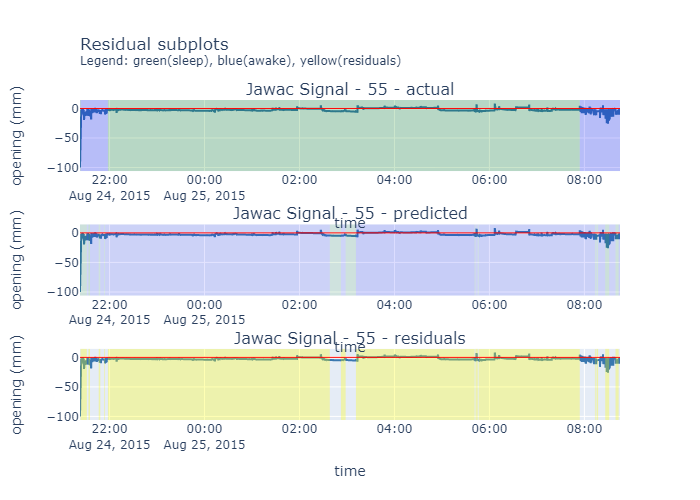 Residual subplots
Legend: green(sleep), blue(awake), yellow(residuals)
Jawac Signal - 55 - actual
opening (mm)
0
−50
−100
22:00 00:00 02:00 04:00 06:00 08:00
Aug 24, 2015 Aug 25, 2015
time
Jawac Signal - 55 - predicted
opening (mm)
0
−50
−100
22:00 00:00 02:00 04:00 06:00 08:00
Aug 24, 2015 Aug 25, 2015
time
Jawac Signal - 55 - residuals
opening (mm)
0
−50
−100
22:00 00:00 02:00 04:00 06:00 08:00
Aug 24, 2015 Aug 25, 2015
time